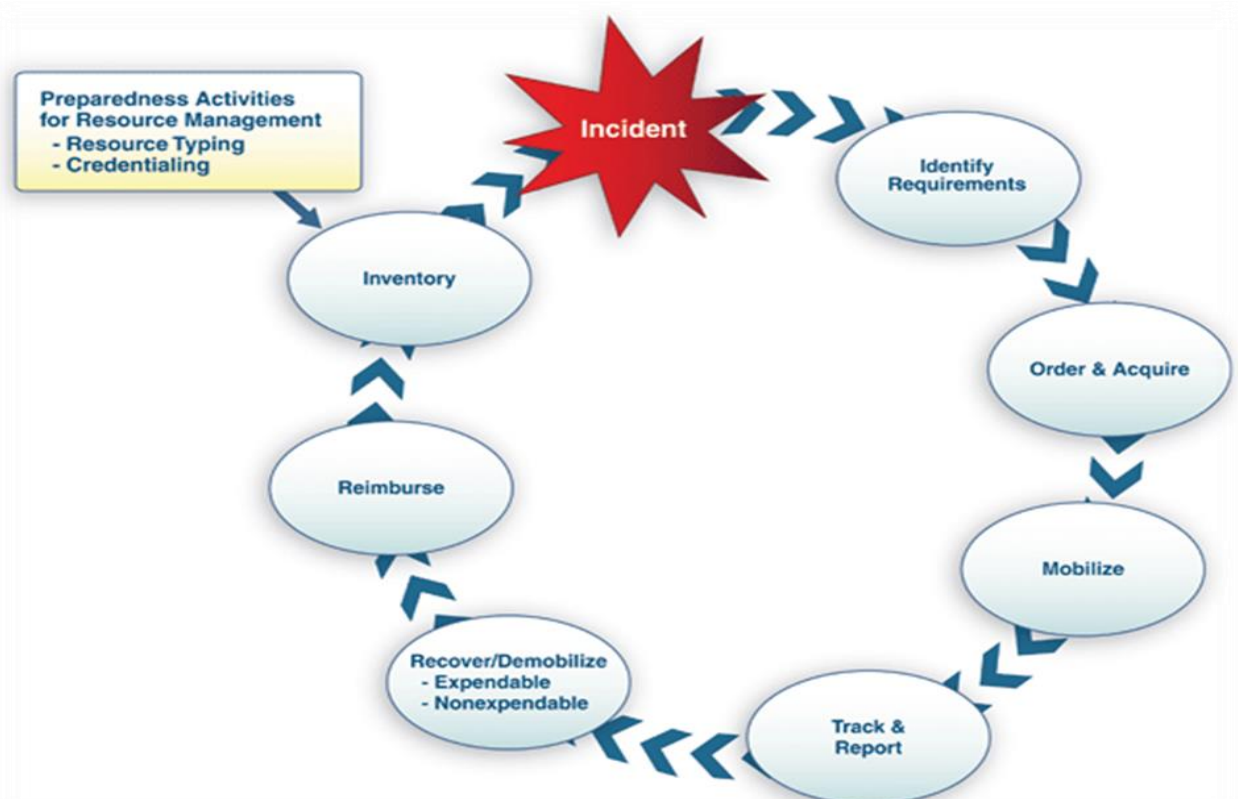 Preparedness Activities
for Resource Management
- Resource Typing
- Credentialing
Incident
Identify
Requirements
Order & Acquire
Mobilize
Track &
Report
Recover/Demobilize
- Expendable
- Nonexpendable
Reimburse
Inventory